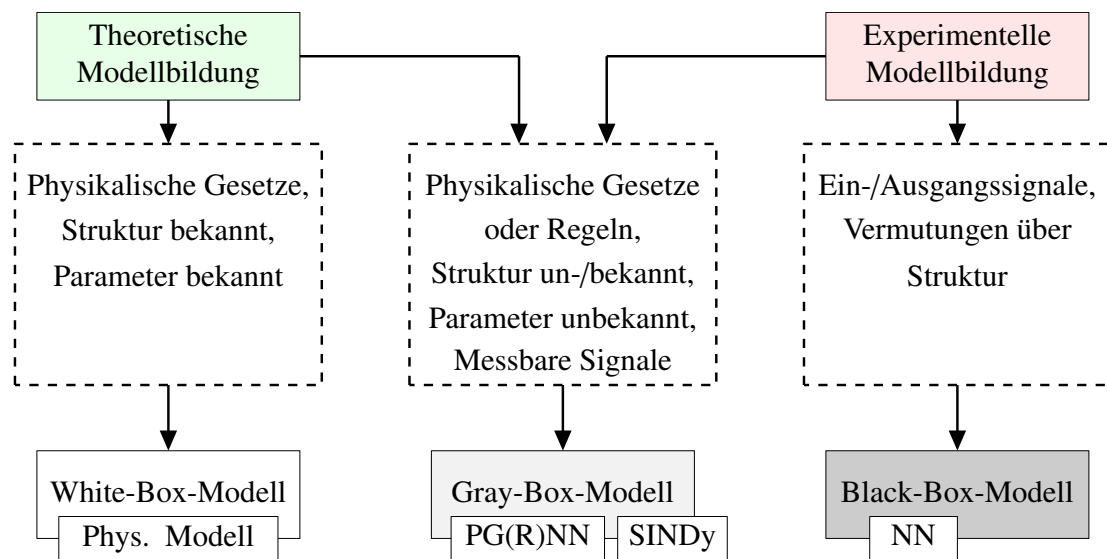 Theoretische
Modellbildung
Experimentelle
Modellbildung
Physikalische Gesetze,
Struktur bekannt,
Parameter bekannt
Physikalische Gesetze
oder Regeln,
Struktur un-/bekannt,
Parameter unbekannt,
Messbare Signale
Ein-/Ausgangssignale,
Vermutungen über
Struktur
White-Box-Modell
Phys. Modell
Gray-Box-Modell
PG(R)NN
SINDy
Black-Box-Modell
NN